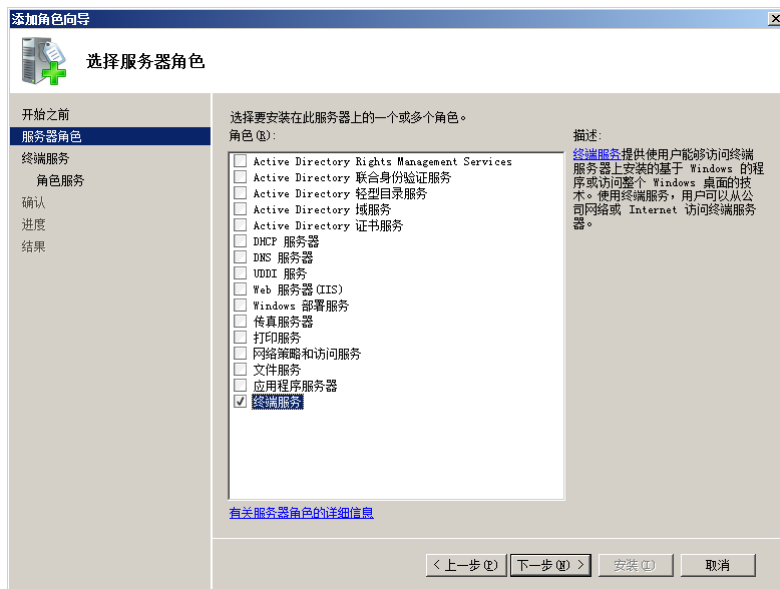 添加角色向导
选择服务器角色
开始之前
服务器角色
终端服务
角色服务
确认
进度
结果
选择要安装在此服务器上的一个或多个角色。
角色(R):
Active Directory Rights Management Services
Active Directory 联合身份验证服务
Active Directory 轻型目录服务
Active Directory 域服务
Active Directory 证书服务
DHCP 服务器
DNS 服务器
UDDI 服务
Web 服务器(IIS)
Windows 部署服务
传真服务器
打印服务
网络策略和访问服务
文件服务
应用程序服务器
终端服务
有关服务器角色的详细信息
描述:
终端服务提供使用户能够访问终端
服务器上安装的基于 Windows 的程
序或访问整个 Windows 桌面的技
术。使用终端服务，用户可以从公
司网络或 Internet 访问终端服务
器。
< 上一步(P)
下一步(N) >
安装(I)
取消